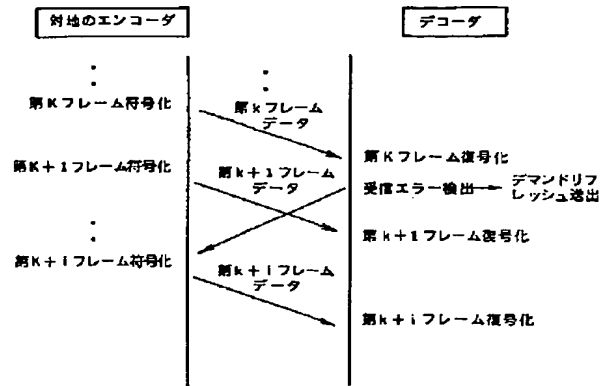 対地のエンコーダ
デコーダ
第Kフレーム符号化
第kフレーム
データ
第Kフレーム復号化
第K+1フレーム符号化
第k+1フレーム
データ
受信エラー検出
デマンドリフ
レッシュ送出
第k+1フレーム復号化
第K+iフレーム符号化
第k+iフレーム
データ
第k+iフレーム復号化